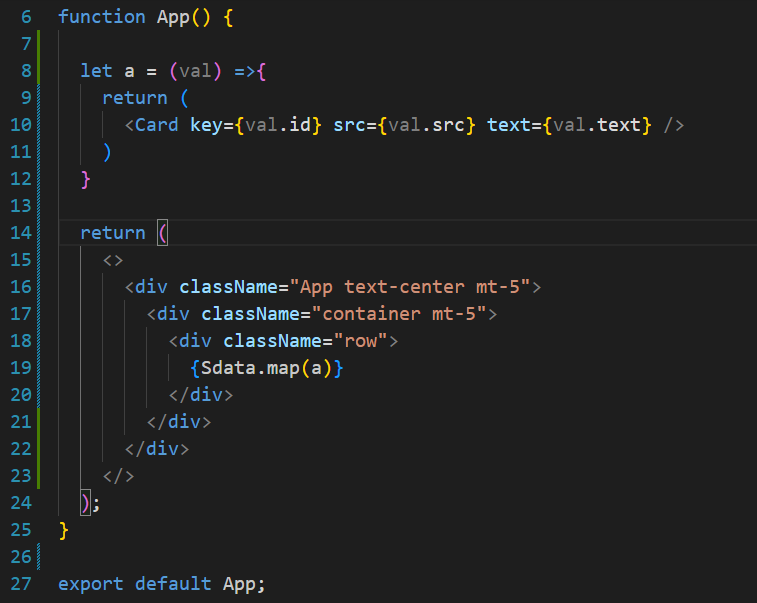 6 function App() {
7
8   let a = (val) =>{
9     return (
10       <Card key={val.id} src={val.src} text={val.text} />
11     )
12   }
13
14   return (
15     <>
16       <div className="App text-center mt-5">
17         <div className="container mt-5">
18           <div className="row">
19             {Sdata.map(a)}
20           </div>
21         </div>
22       </div>
23     </>
24   );
25 }
26
27 export default App;